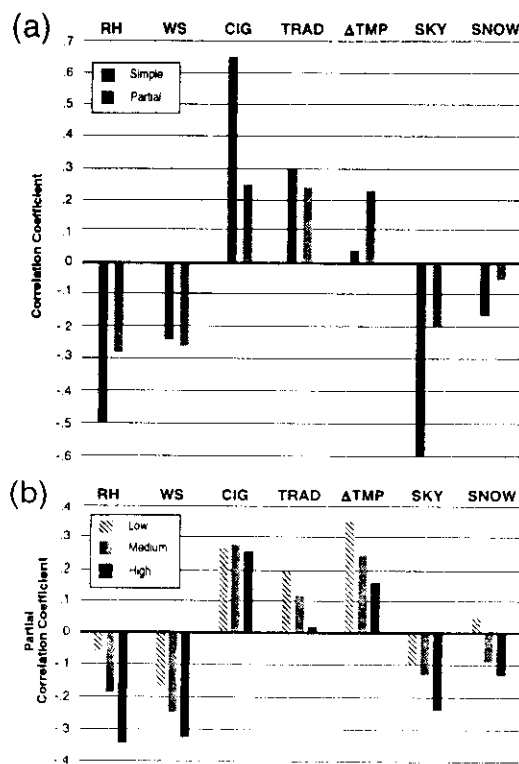 (a)
RH WS CIG TRAD ΔTMP SKY SNOW
.7
.6
.5
.4
.3
.2
.1
0
-.1
-.2
-.3
-.4
-.5
-.6
Simple
Partial
Correlation Coefficient
(b)
RH WS CIG TRAD ΔTMP SKY SNOW
.4
.3
.2
.1
0
-.1
-.2
-.3
-.4
Low
Medium
High
Partial
Correlation Coefficient